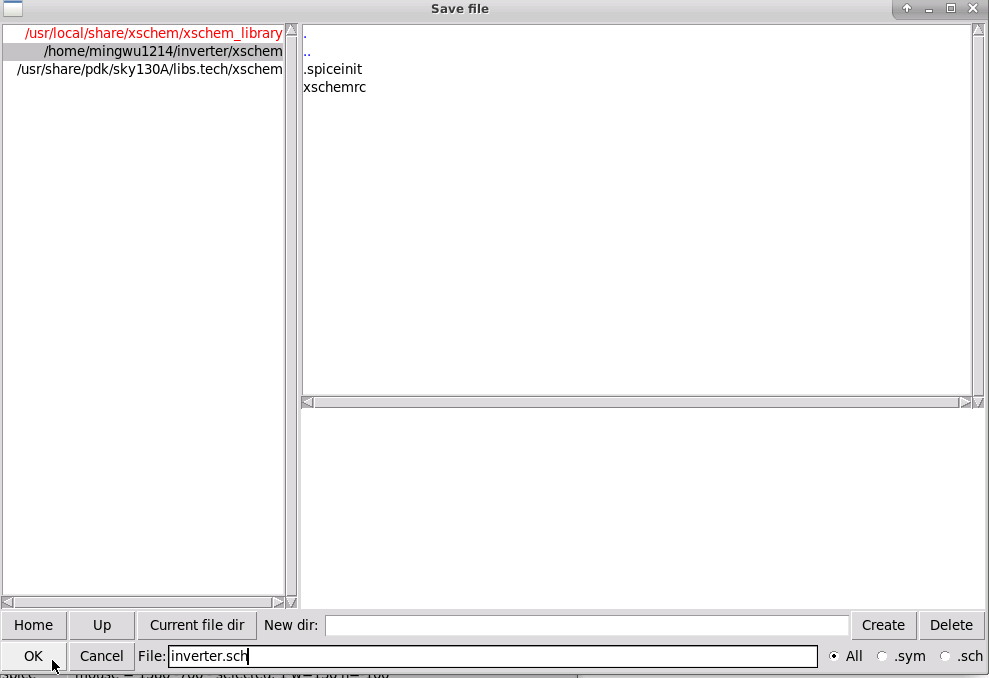 Save file
/usr/local/share/xschem/xschem_library
/home/mingwu1214/inverter/xschem
/usr/share/pdk/sky130A/libs.tech/xschem
.
..
.spiceinit
xschemrc
Home Up Current file dir New dir: Create Delete
OK Cancel File: inverter.sch All .sym .sch